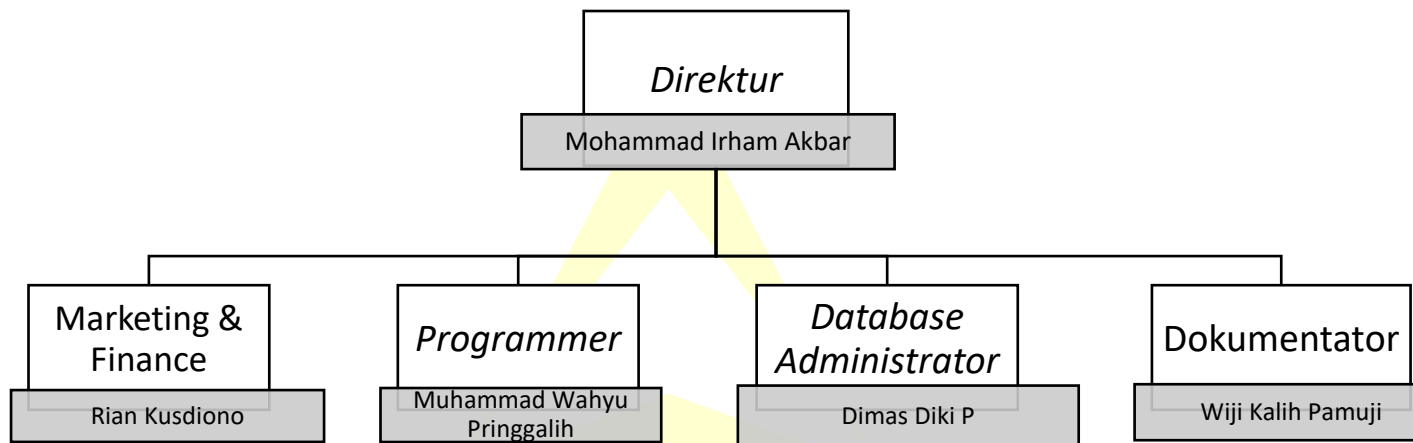 Direktur
Mohammad Irham Akbar
Marketing &
Finance
Rian Kusdiono
Programmer
Muhammad Wahyu
Pringgalih
Database
Administrator
Dimas Diki P
Dokumentator
Wiji Kalih Pamuji